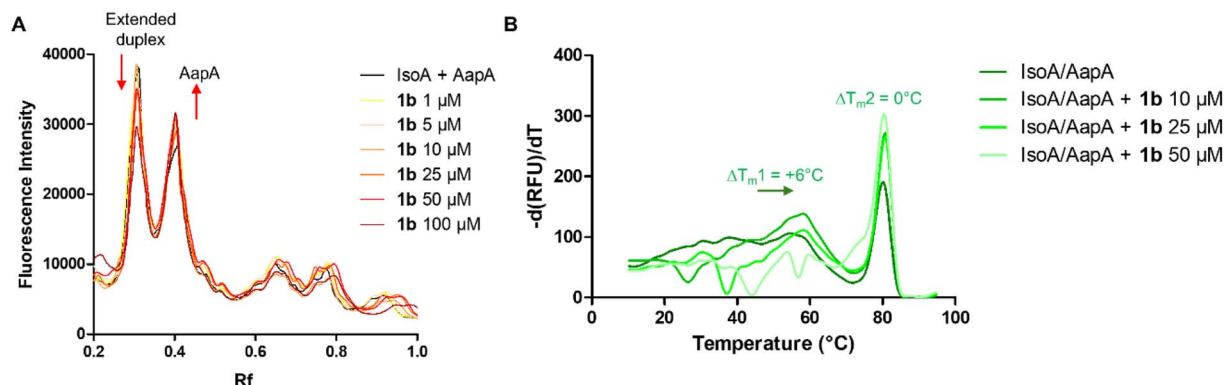 A
Extended
duplex
AapA
40000
30000
20000
10000
0
0.2 0.4 0.6 0.8 1.0
Fluorescence Intensity
Rf
IsoA + AapA
1b 1 µM
1b 5 µM
1b 10 µM
1b 25 µM
1b 50 µM
1b 100 µM
B
400
300
200
100
0
0 20 40 60 80 100
-d(RFU)/dT
Temperature (°C)
ΔTm2 = 0°C
ΔTm1 = +6°C
IsoA/AapA
IsoA/AapA + 1b 10 µM
IsoA/AapA + 1b 25 µM
IsoA/AapA + 1b 50 µM